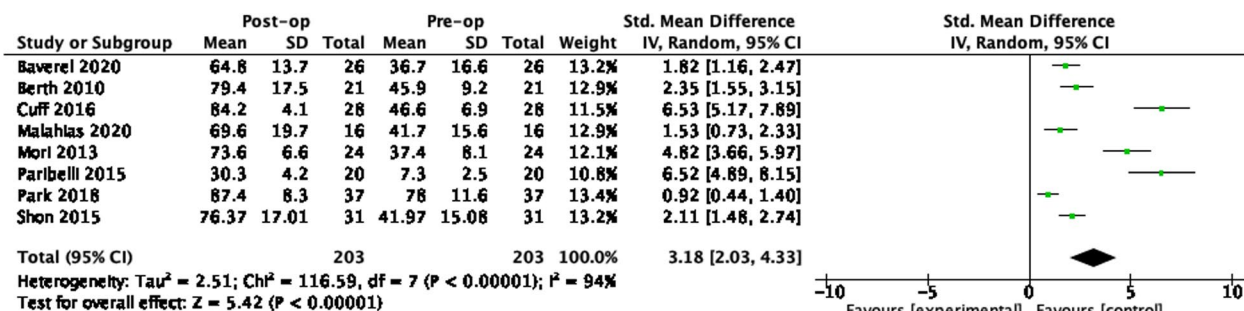 Post-op Pre-op Std. Mean Difference Std. Mean Difference
Study or Subgroup Mean SD Total Mean SD Total Weight IV, Random, 95% CI IV, Random, 95% CI
Baverel 2020 64.8 13.7 26 36.7 16.6 26 13.2% 1.82 [1.16, 2.47]
Berth 2010 79.4 17.5 21 45.9 9.2 21 12.9% 2.35 [1.55, 3.15]
Cuff 2016 84.2 4.1 28 46.6 6.9 28 11.5% 6.53 [5.17, 7.89]
Malahias 2020 69.6 19.7 16 41.7 15.6 16 12.9% 1.53 [0.73, 2.33]
Mori 2013 73.6 6.6 24 37.4 8.1 24 12.1% 4.82 [3.66, 5.97]
Paribelli 2015 30.3 4.2 20 7.3 2.5 20 10.8% 6.52 [4.89, 8.15]
Park 2018 87.4 8.3 37 78 11.6 37 13.4% 0.92 [0.44, 1.40]
Shon 2015 76.37 17.01 31 41.97 15.08 31 13.2% 2.11 [1.48, 2.74]
Total (95% CI) 203 203 100.0% 3.18 [2.03, 4.33]
Heterogeneity: Tau² = 2.51; Chi² = 116.59, df = 7 (P < 0.00001); I² = 94%
Test for overall effect: Z = 5.42 (P < 0.00001)
-10 -5 0 5 10
Favours [experimental] Favours [control]